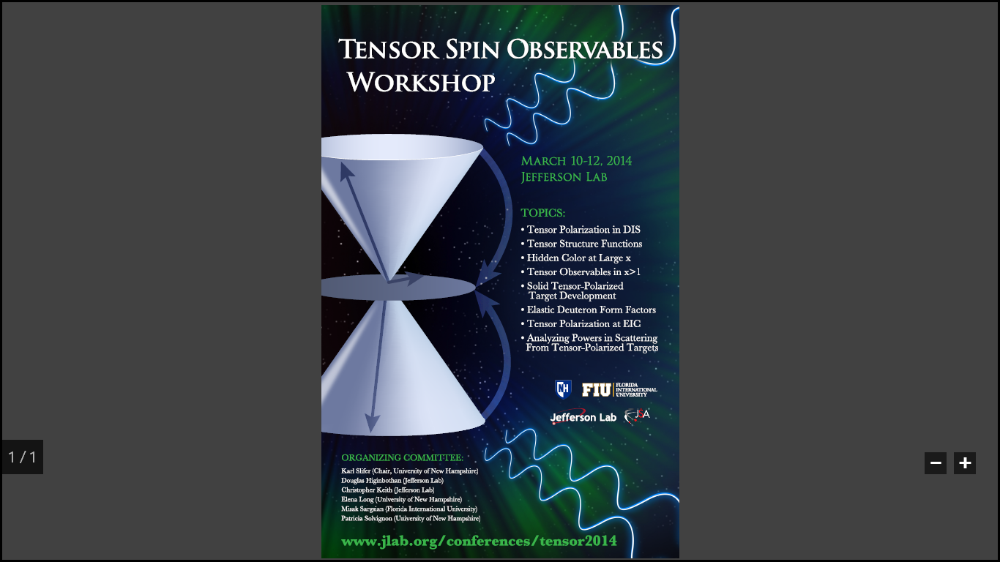 TENSOR SPIN OBSERVABLES
WORKSHOP
MARCH 10-12, 2014
JEFFERSON LAB
TOPICS:
• Tensor Polarization in DIS
• Tensor Structure Functions
• Hidden Color at Large x
• Tensor Observables in x>1
• Solid Tensor-Polarized
Target Development
• Elastic Deuteron Form Factors
• Tensor Polarization at EIC
• Analyzing Powers in Scattering
From Tensor-Polarized Targets
NH
FIU FLORIDA
INTERNATIONAL
UNIVERSITY
Jefferson Lab
JSA
ORGANIZING COMMITTEE:
Karl Slifer (Chair, University of New Hampshire)
Douglas Higinbothan (Jefferson Lab)
Christopher Keith (Jefferson Lab)
Elena Long (University of New Hampshire)
Misak Sargsian (Florida International University)
Patricia Solvignon (University of New Hampshire)
www.jlab.org/conferences/tensor2014
1 / 1